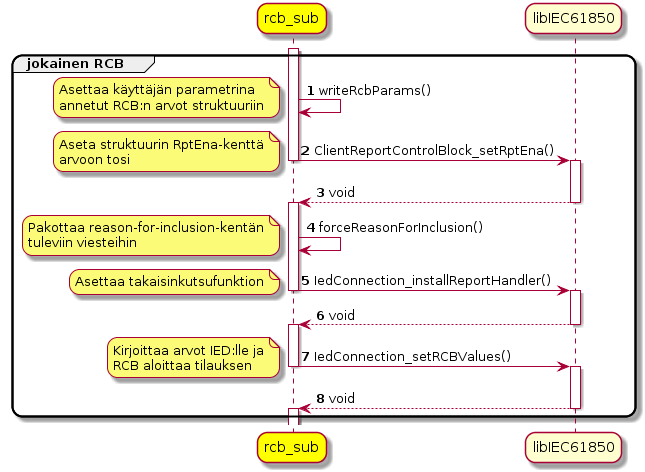 rcb_sub
libIEC61850
jokainen RCB
Asettaa käyttäjän parametrina
annetut RCB:n arvot struktuuriin
1 writeRcbParams()
Aseta struktuurin RptEna-kenttä
arvoon tosi
2 ClientReportControlBlock_setRptEna()
3 void
Pakottaa reason-for-inclusion-kentän
tuleviin viesteihin
4 forceReasonForInclusion()
Asettaa takaisinkutsufunktion
5 IedConnection_installReportHandler()
6 void
Kirjoittaa arvot IED:lle ja
RCB aloittaa tilauksen
7 IedConnection_setRCBValues()
8 void
rcb_sub
libIEC61850